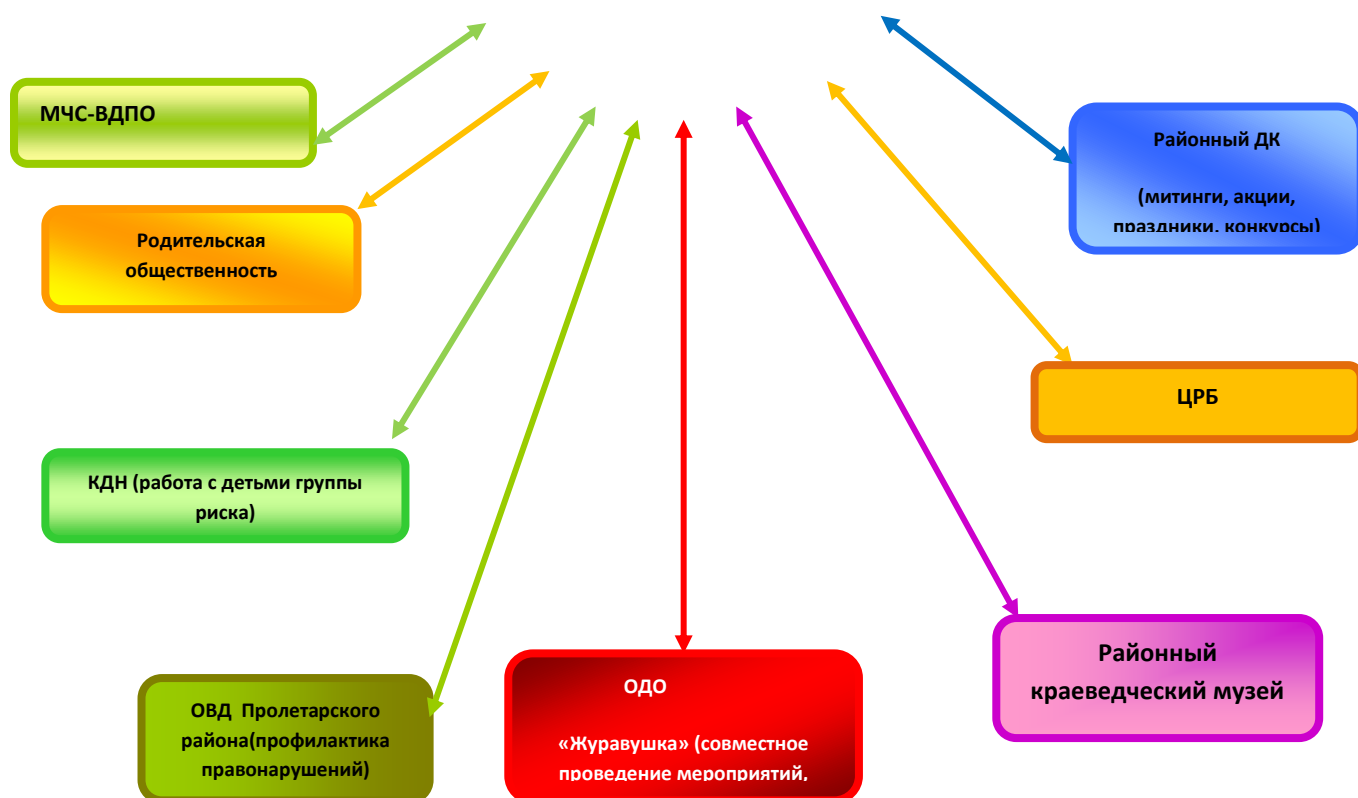 МЧС-ВДПО
Районный ДК
(митинги, акции,
праздники, конкурсы)
Родительская
общественность
ЦРБ
КДН (работа с детьми группы
риска)
Районный
краеведческий музей
ОВД Пролетарского
района(профилактика
правонарушений)
ОДО
«Журавушка» (совместное
проведение мероприятий,